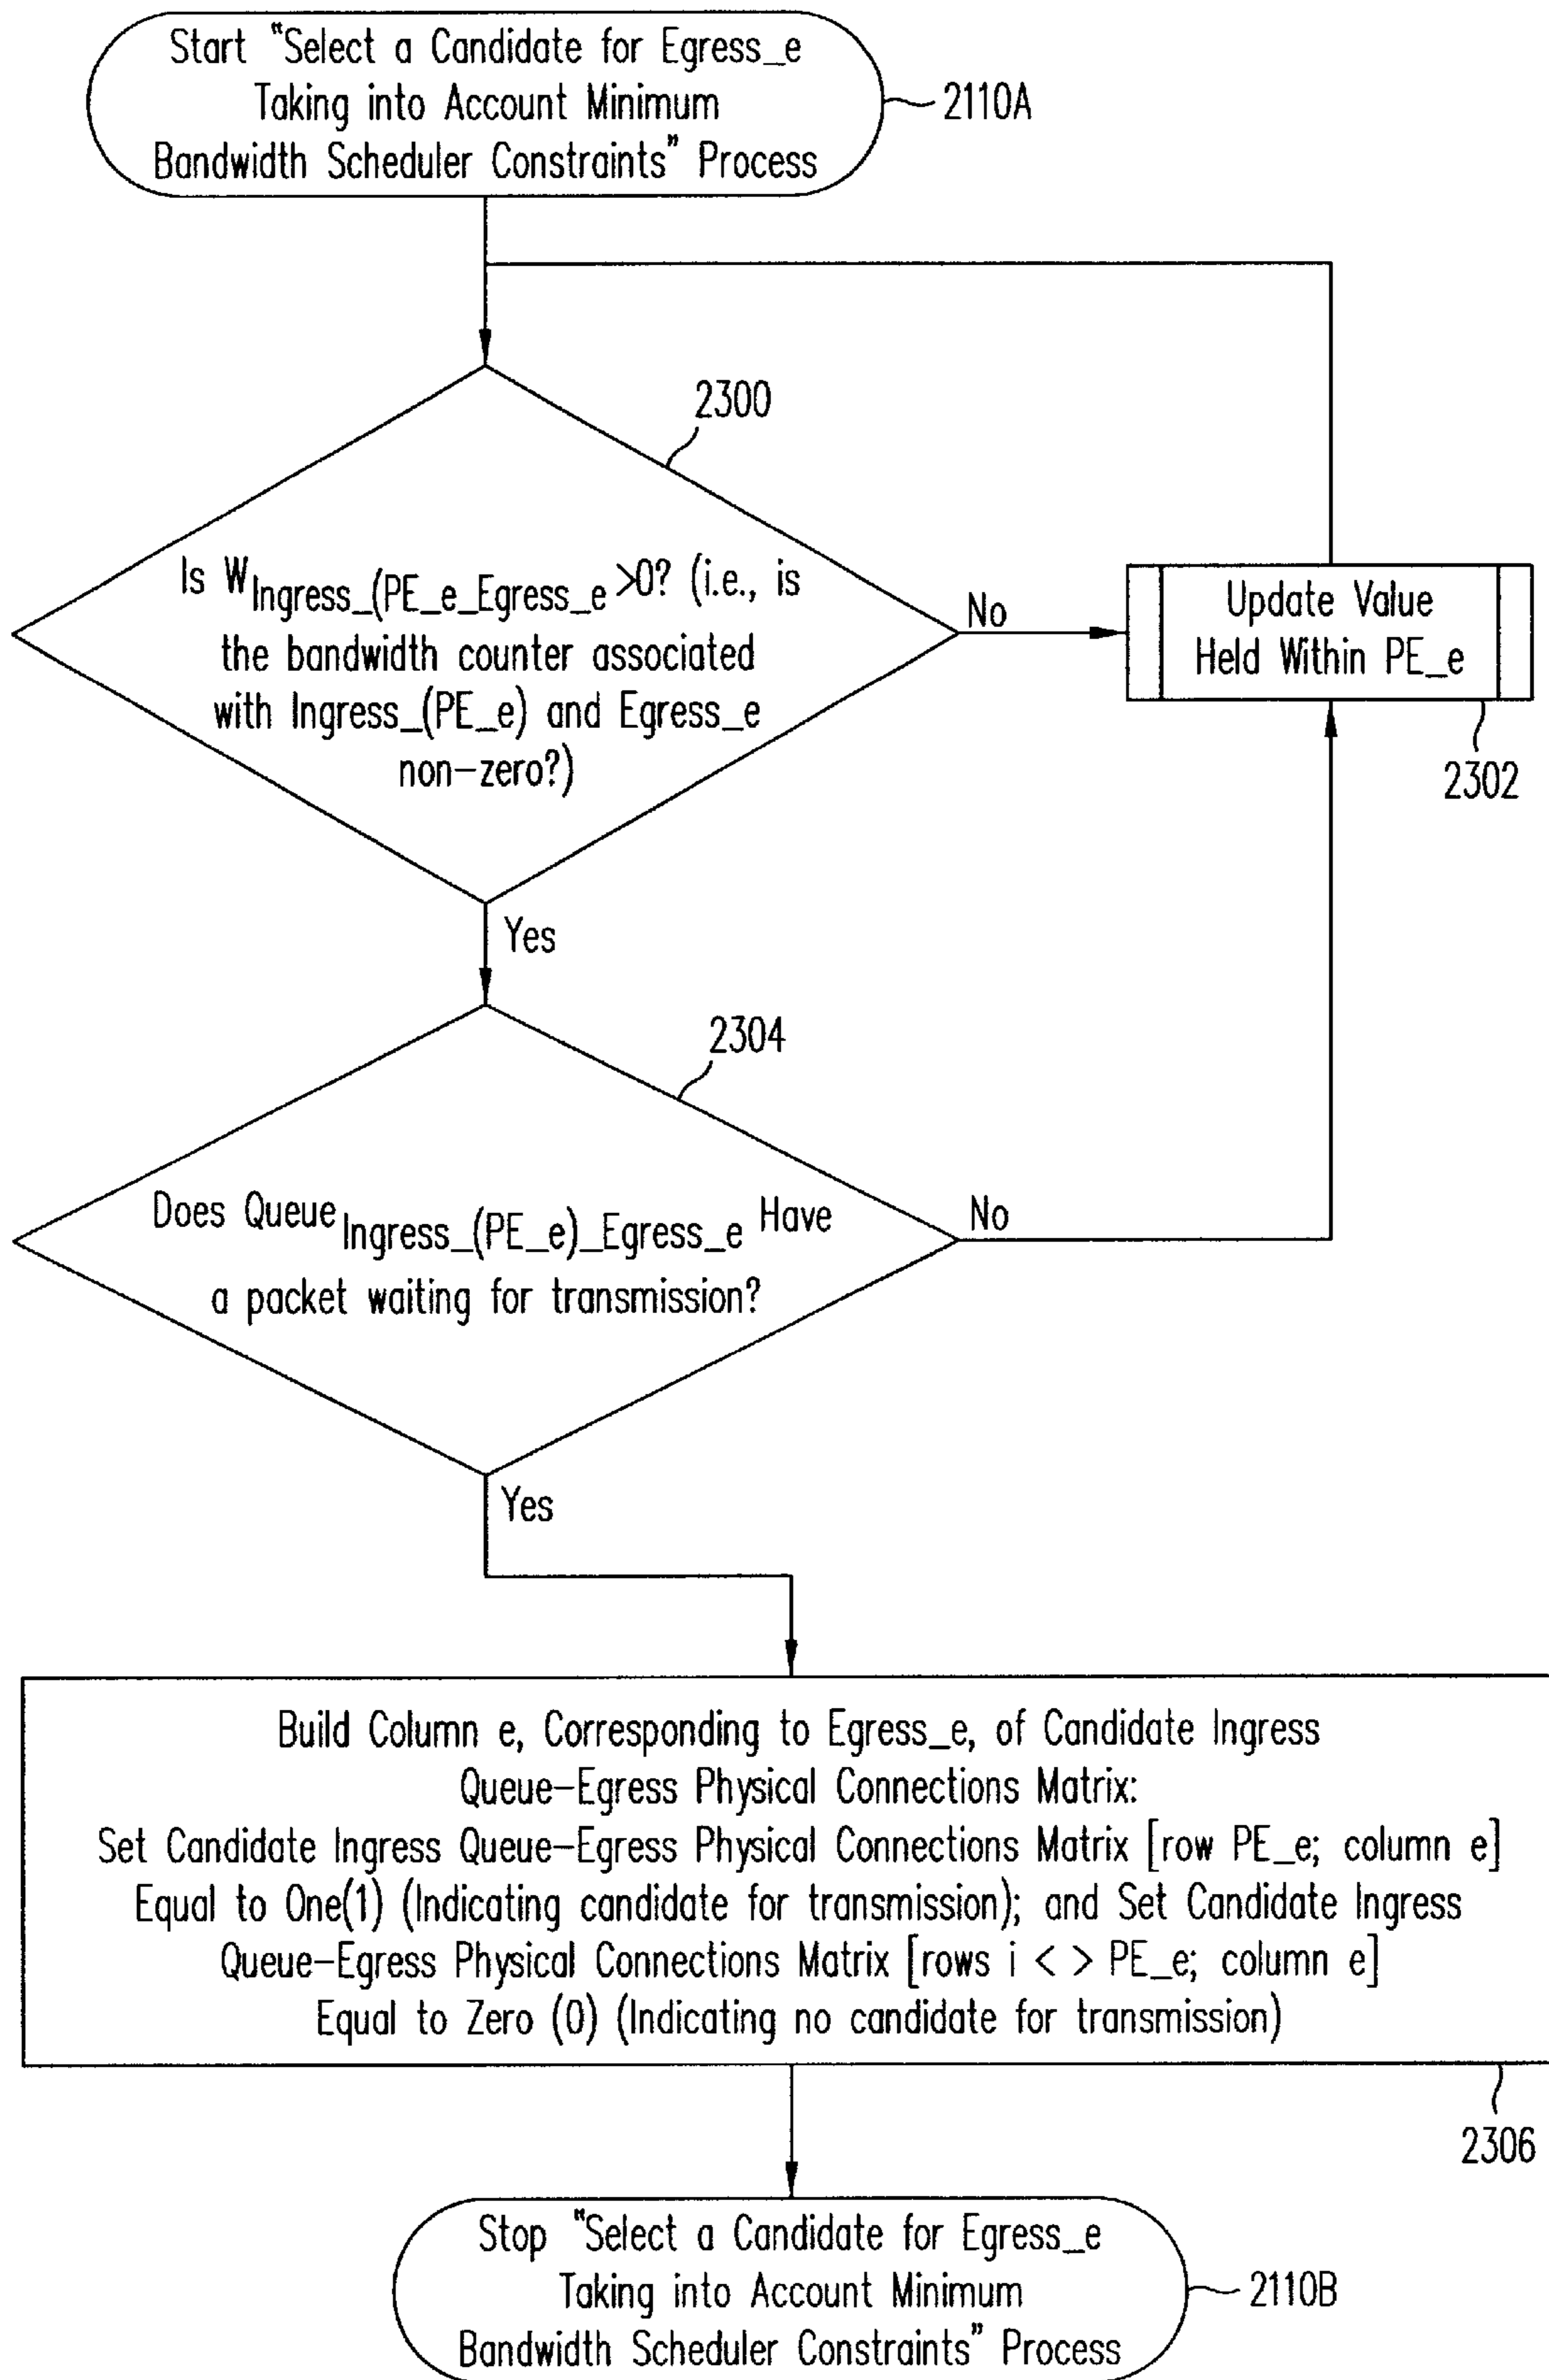 Start "Select a Candidate for Egress_e
Taking into Account Minimum
Bandwidth Scheduler Constraints" Process
2110A
2300
Is W Ingress_(PE_e_Egress_e >0? (i.e., is
the bandwidth counter associated
with Ingress_(PE_e) and Egress_e
non-zero?)
No
Update Value
Held Within PE_e
2302
Yes
2304
Does Queue Ingress_(PE_e)_Egress_e Have
a packet waiting for transmission?
No
Yes
Build Column e, Corresponding to Egress_e, of Candidate Ingress
Queue-Egress Physical Connections Matrix:
Set Candidate Ingress Queue-Egress Physical Connections Matrix [row PE_e; column e]
Equal to One(1) (Indicating candidate for transmission); and Set Candidate Ingress
Queue-Egress Physical Connections Matrix [rows i < > PE_e; column e]
Equal to Zero (0) (Indicating no candidate for transmission)
2306
Stop "Select a Candidate for Egress_e
Taking into Account Minimum
Bandwidth Scheduler Constraints" Process
2110B